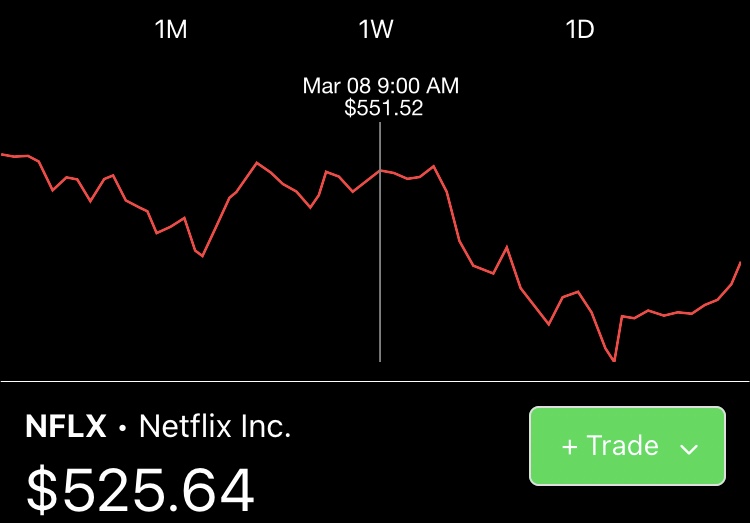 1M 1W 1D
Mar 08 9:00 AM
$551.52
NFLX • Netflix Inc.
+ Trade
$525.64